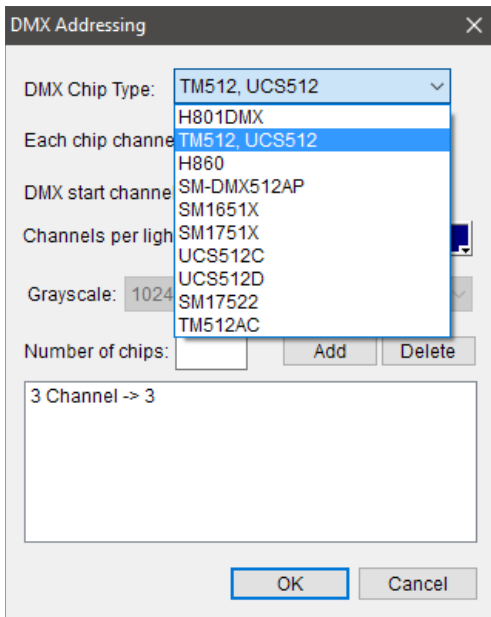 DMX Addressing
DMX Chip Type: TM512, UCS512
H801DMX
Each chip channe TM512, UCS512
H860
DMX start channe SM-DMX512AP
SM1651X
Channels per ligh SM1751X
UCS512C
UCS512D
Grayscale: 1024
SM17522
TM512AC
Number of chips: Add Delete
3 Channel -> 3
OK Cancel